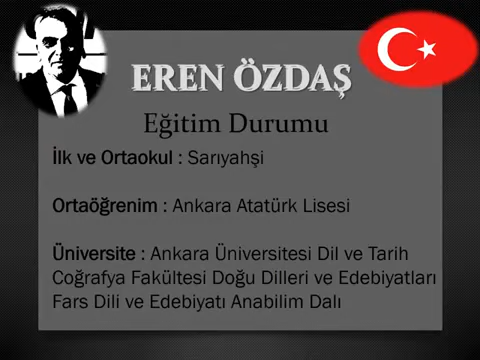 EREN ÖZDAŞ
Eğitim Durumu
İlk ve Ortaokul : Sarıyahşi
Ortaöğrenim : Ankara Atatürk Lisesi
Üniversite : Ankara Üniversitesi Dil ve Tarih
Coğrafya Fakültesi Doğu Dilleri ve Edebiyatları
Fars Dili ve Edebiyatı Anabilim Dalı